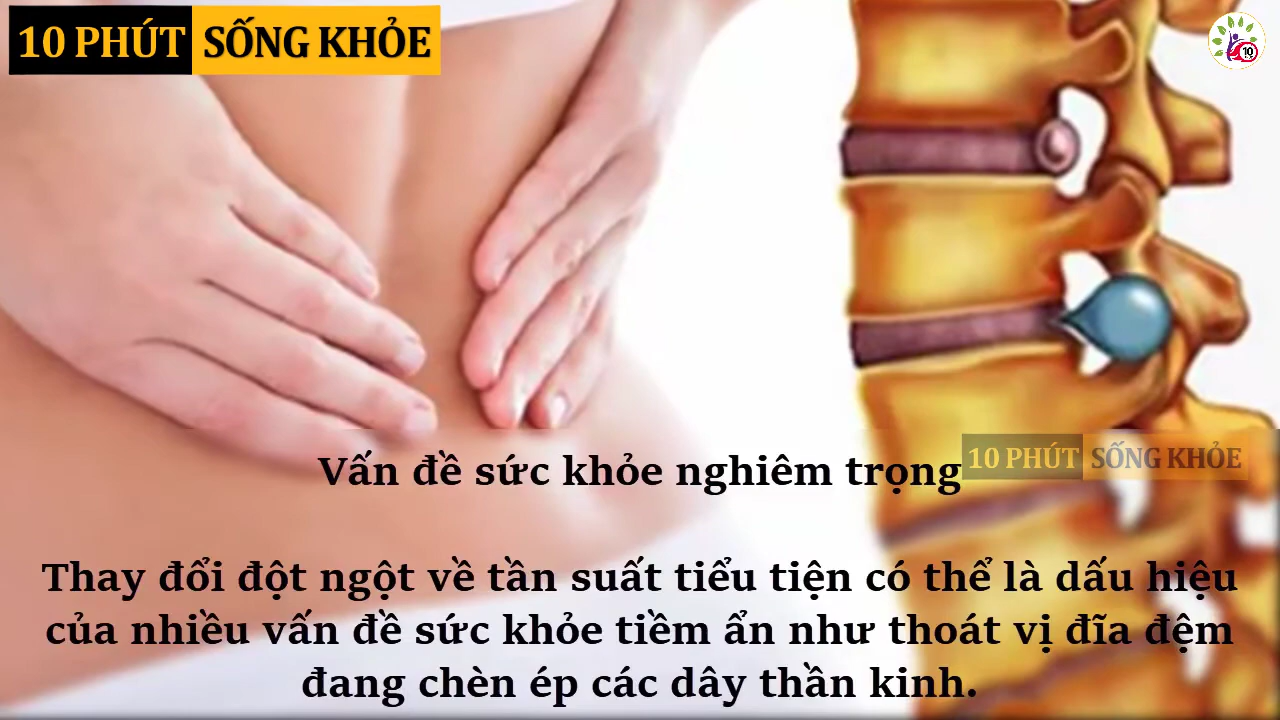 10 PHÚT SỐNG KHỎE
10
Vấn đề sức khỏe nghiêm trọng
10 PHÚT SỐNG KHỎE
Thay đổi đột ngột về tần suất tiểu tiện có thể là dấu hiệu
của nhiều vấn đề sức khỏe tiềm ẩn như thoát vị đĩa đệm
đang chèn ép các dây thần kinh.